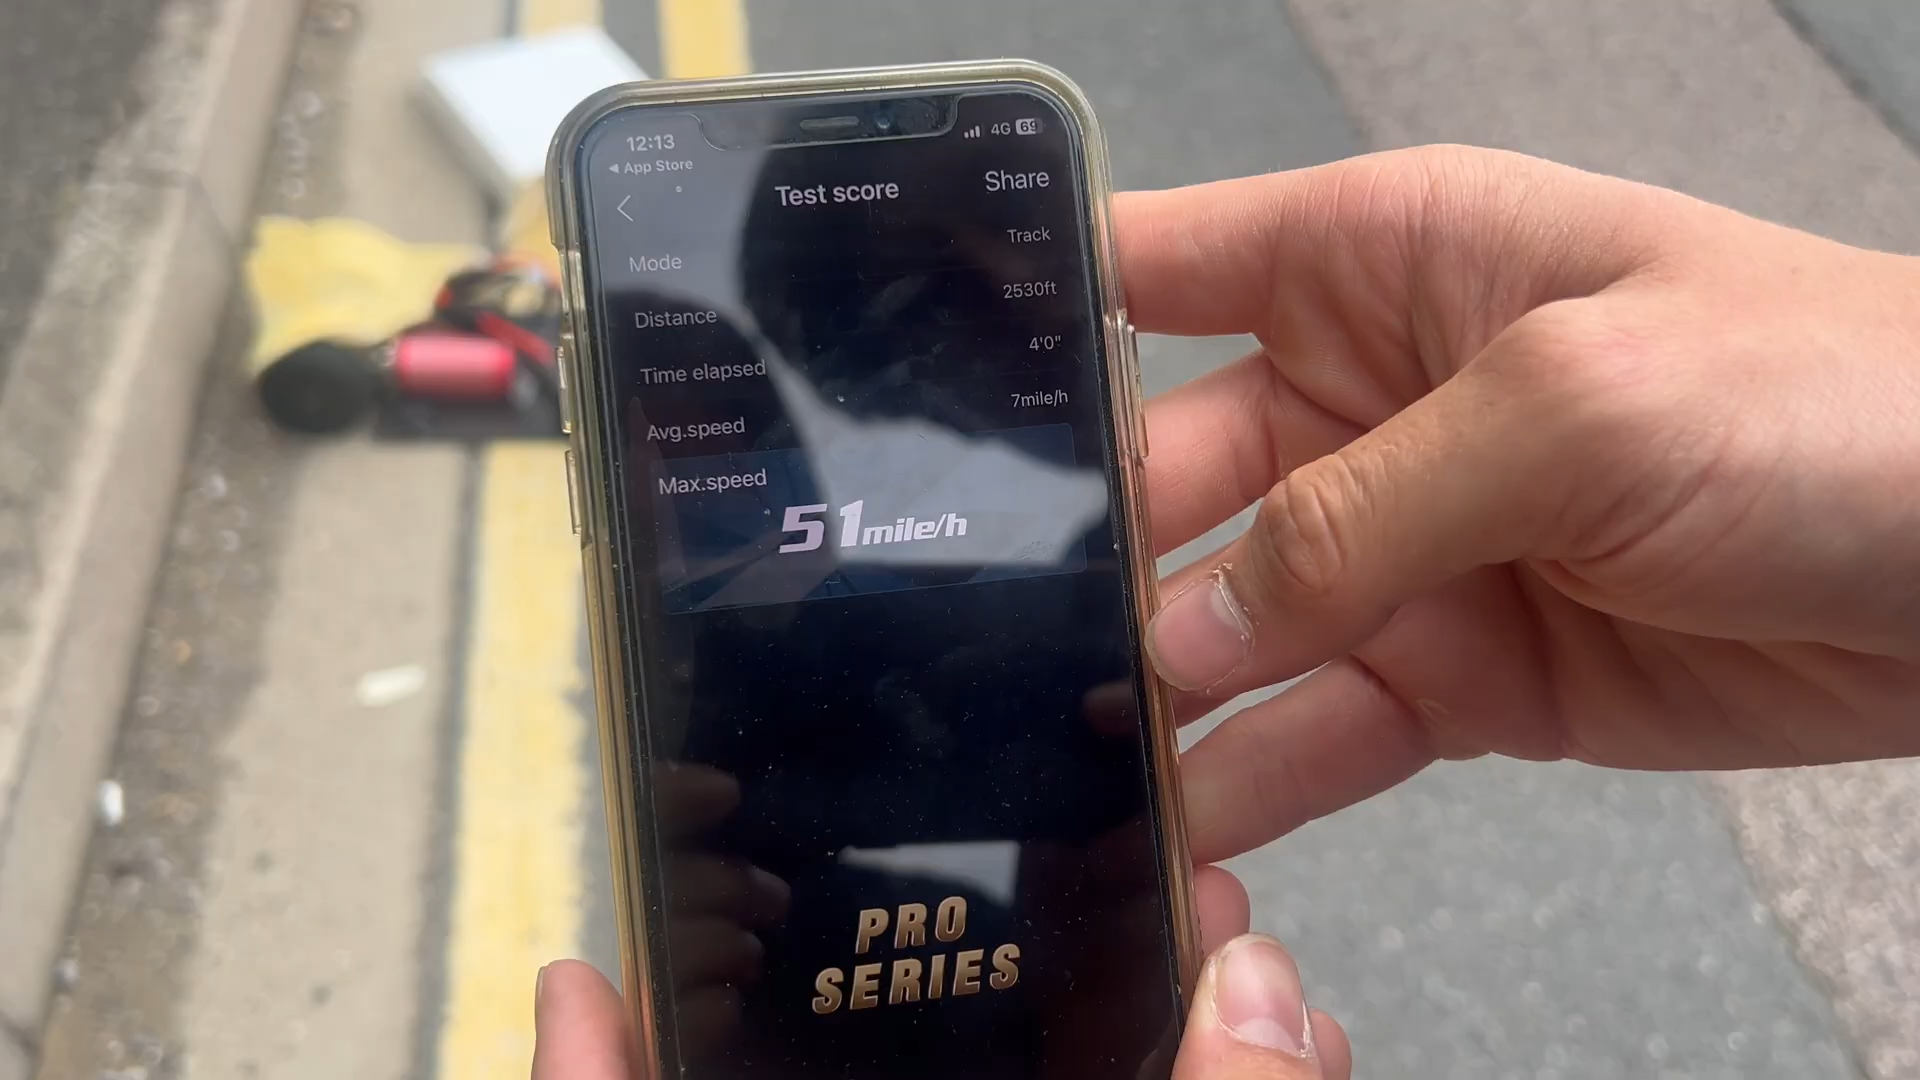 12:13
4G 69
App Store
Test score
Share
Mode
Track
Distance
2530ft
Time elapsed
4'0"
Avg.speed
7mile/h
Max.speed
51mile/h
PRO
SERIES